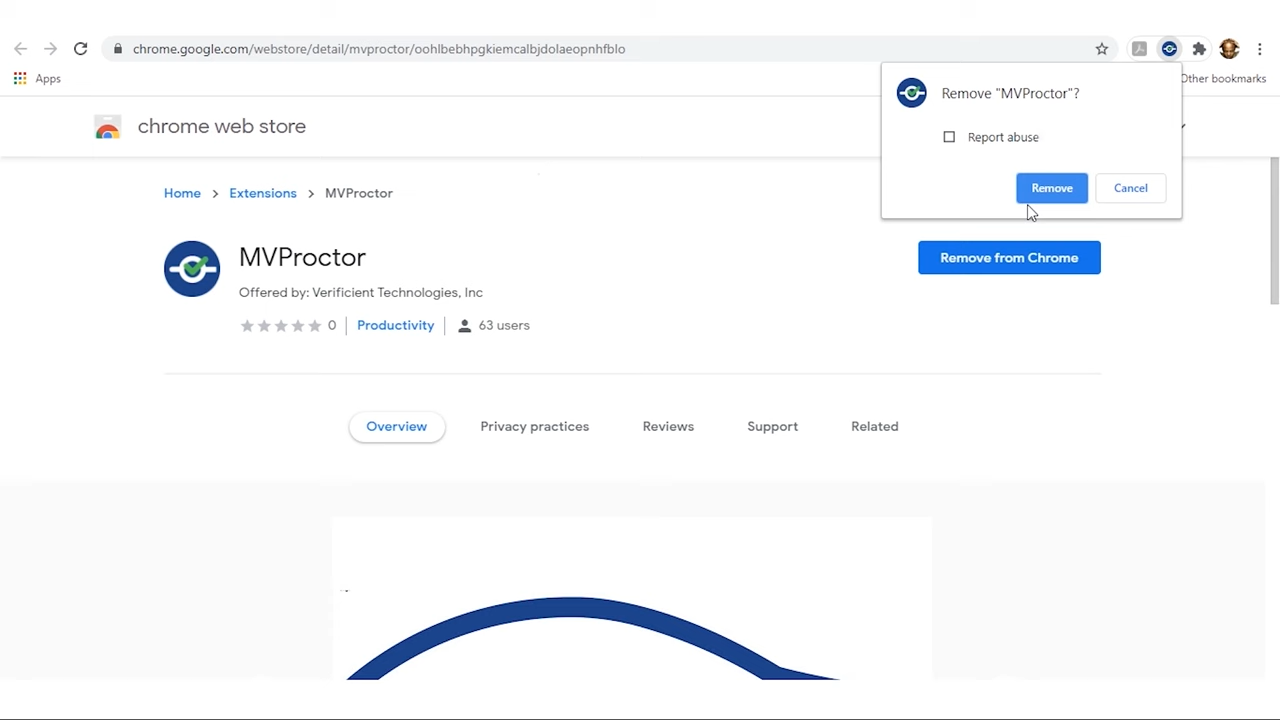 chrome.google.com/webstore/detail/mvproctor/oohlbebhpgkiemcalbjdolaeopnhfblo
Apps
Other bookmarks
Remove "MVProctor"?
Report abuse
Remove
Cancel
chrome web store
Home
Extensions
MVProctor
MVProctor
Remove from Chrome
Offered by: Verificient Technologies, Inc
0
Productivity
63 users
Overview
Privacy practices
Reviews
Support
Related